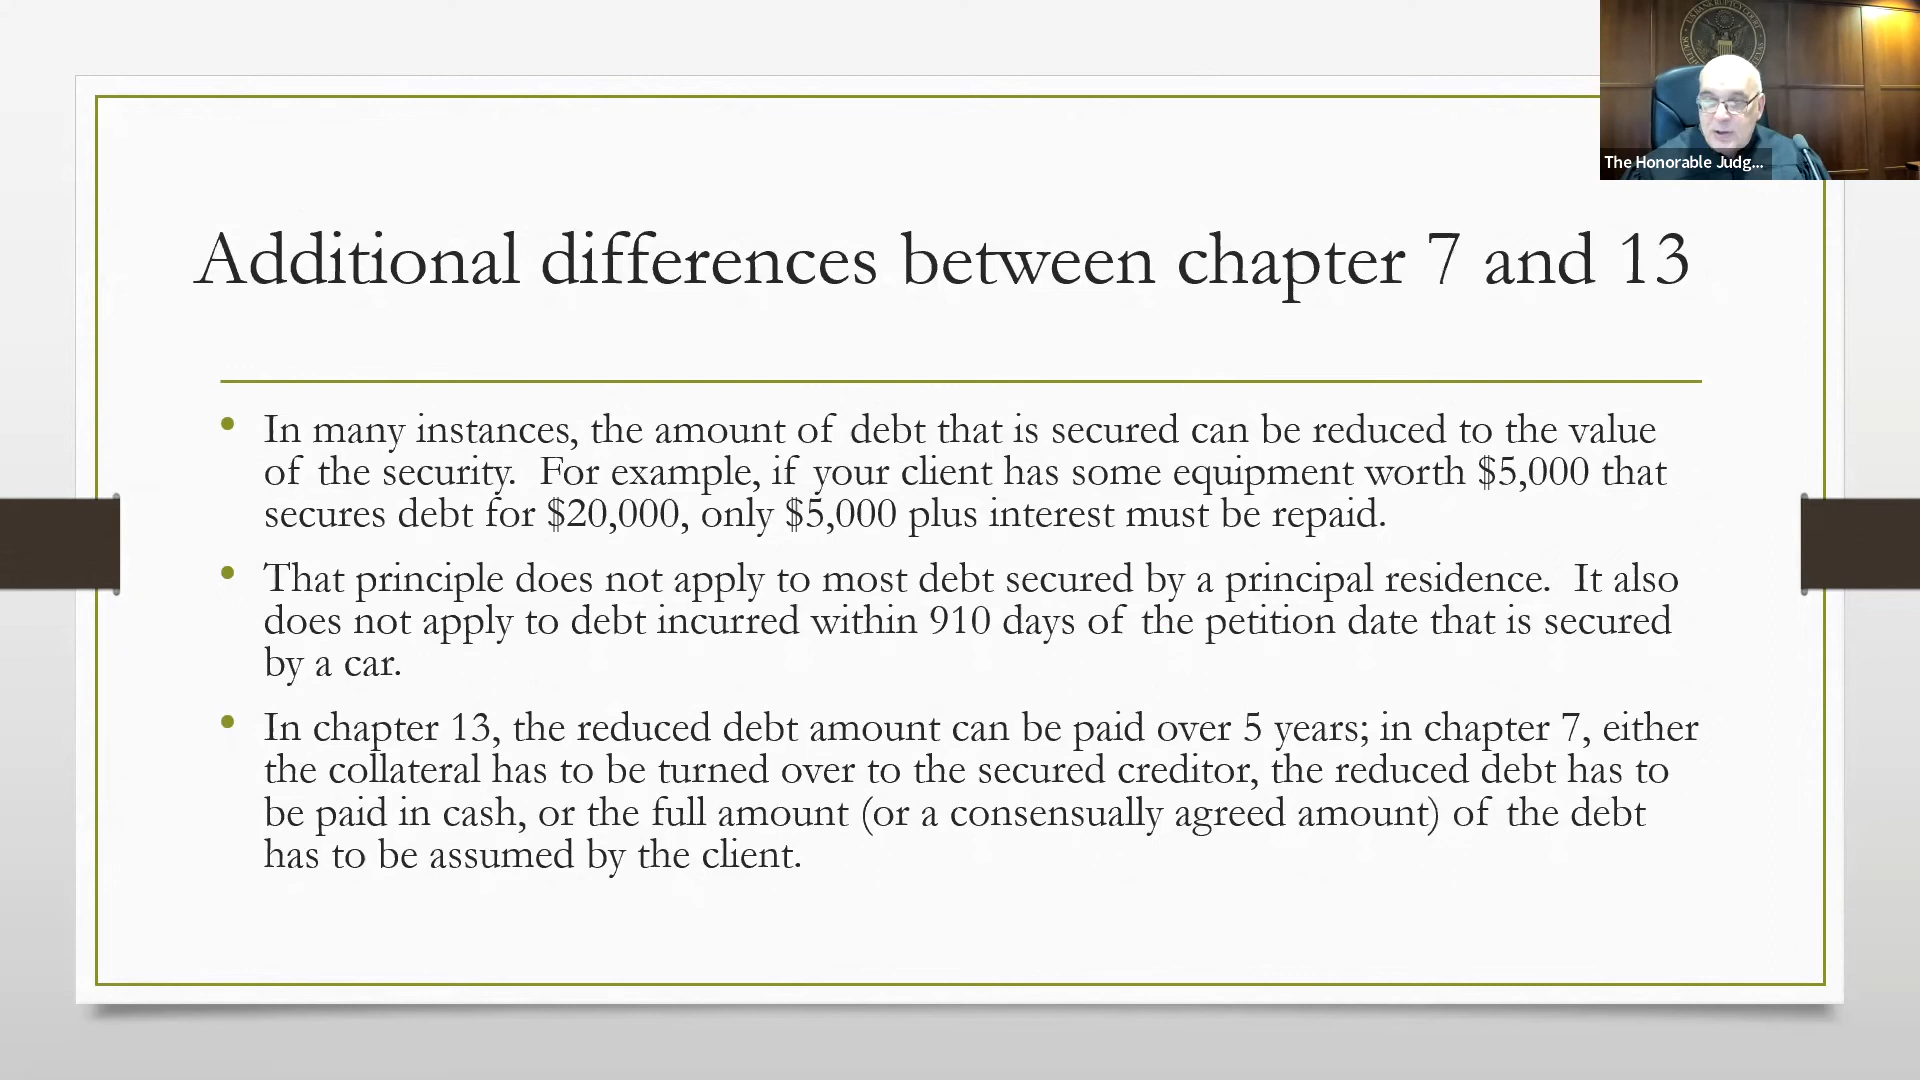 The Honorable Judg...
Additional differences between chapter 7 and 13
• In many instances, the amount of debt that is secured can be reduced to the value
of the security.  For example, if your client has some equipment worth $5,000 that
secures debt for $20,000, only $5,000 plus interest must be repaid.
• That principle does not apply to most debt secured by a principal residence.  It also
does not apply to debt incurred within 910 days of the petition date that is secured
by a car.
• In chapter 13, the reduced debt amount can be paid over 5 years; in chapter 7, either
the collateral has to be turned over to the secured creditor, the reduced debt has to
be paid in cash, or the full amount (or a consensually agreed amount) of the debt
has to be assumed by the client.